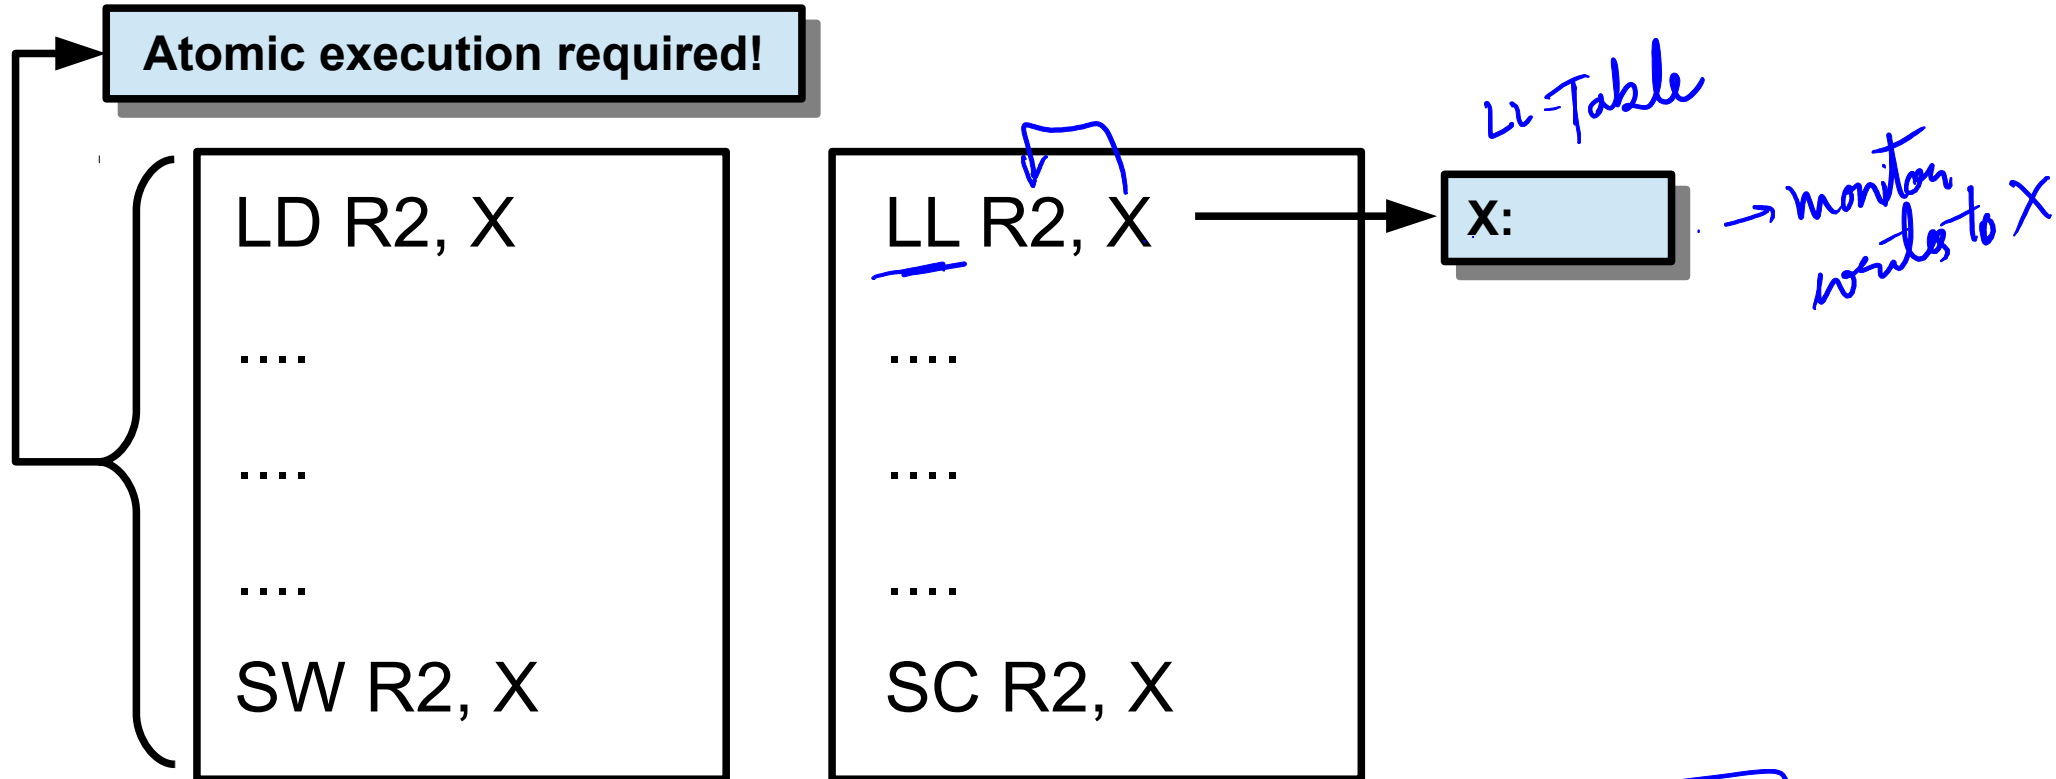 Atomic execution required!
LL-Table
LD R2, X
....
....
....
SW R2, X
LL R2, X
....
....
....
SC R2, X
X:
→ monitor
writes to X